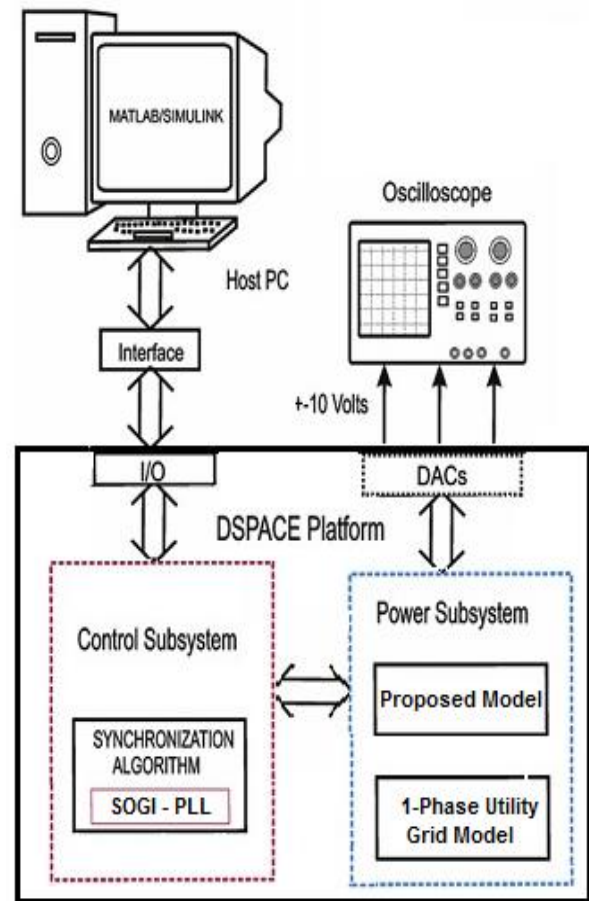 MATLAB/SIMULINK
Oscilloscope
Host PC
Interface
+-10 Volts
I/O
DACs
DSPACE Platform
Control Subsystem
Power Subsystem
SYNCHRONIZATION
ALGORITHM
SOGI - PLL
Proposed Model
1-Phase Utility
Grid Model